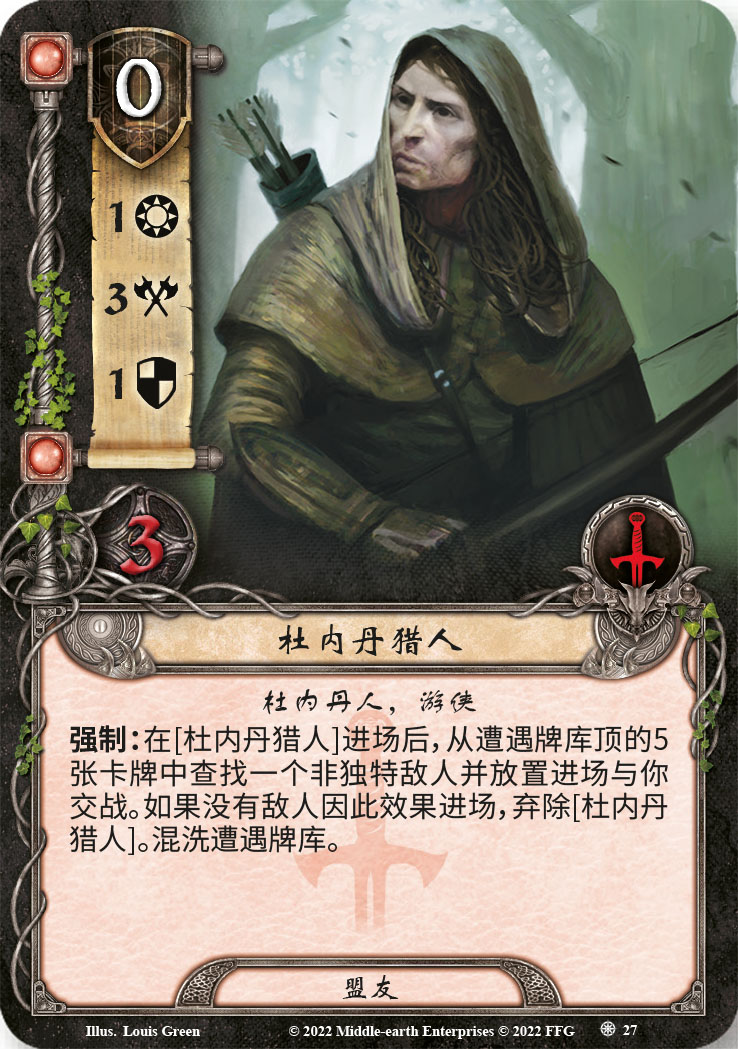 0
1
3
1
3
杜内丹猎人
杜内丹人，游侠
强制：在[杜内丹猎人]进场后，从遭遇牌库顶的5
张卡牌中查找一个非独特敌人并放置进场与你
交战。如果没有敌人因此效果进场，弃除[杜内丹
猎人]。混洗遭遇牌库。
盟友
Illus. Louis Green © 2022 Middle-earth Enterprises © 2022 FFG 27